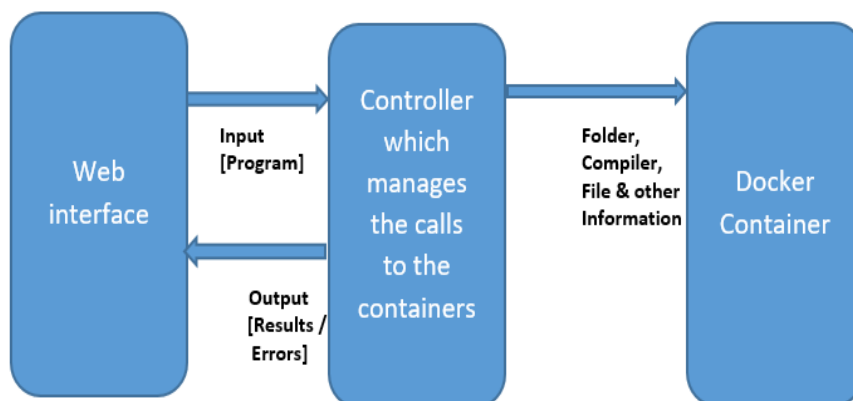 Web
interface
Input
[Program]
Output
[Results /
Errors]
Controller
which
manages
the calls
to the
containers
Folder,
Compiler,
File & other
Information
Docker
Container